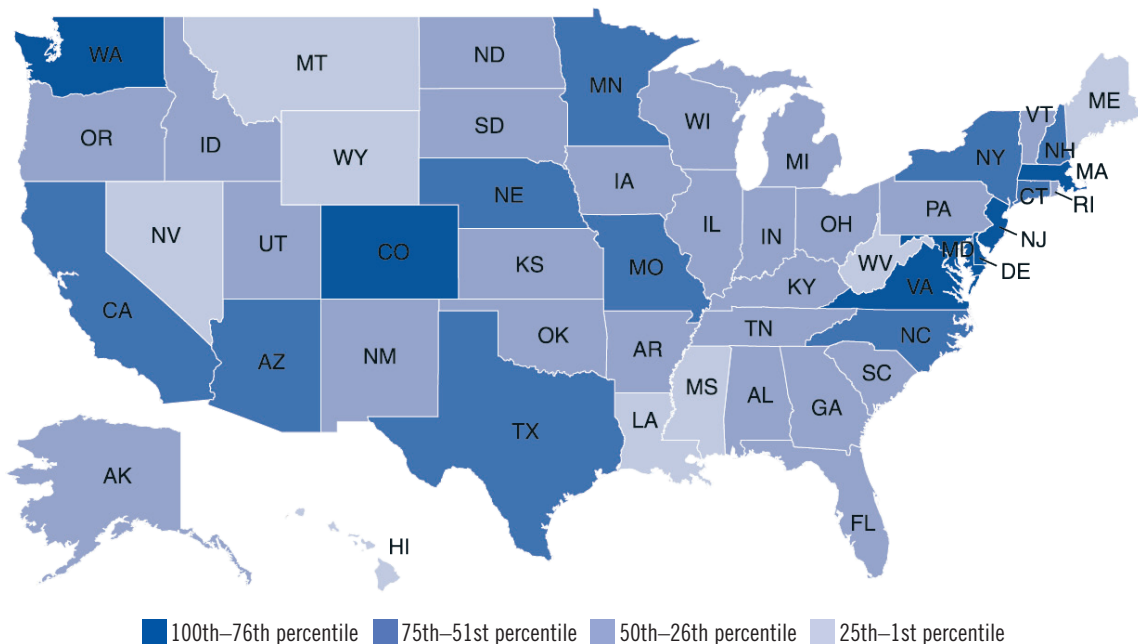 WA
MT
ND
MN
ME
OR
ID
SD
WI
VT
NH
NY
MA
WY
MI
CT
RI
NE
IA
PA
NJ
NV
UT
CO
IL
IN
OH
MD
DE
KS
MO
WV
VA
KY
CA
AZ
NM
OK
AR
TN
NC
SC
TX
LA
MS
AL
GA
AK
HI
FL
100th–76th percentile 75th–51st percentile 50th–26th percentile 25th–1st percentile